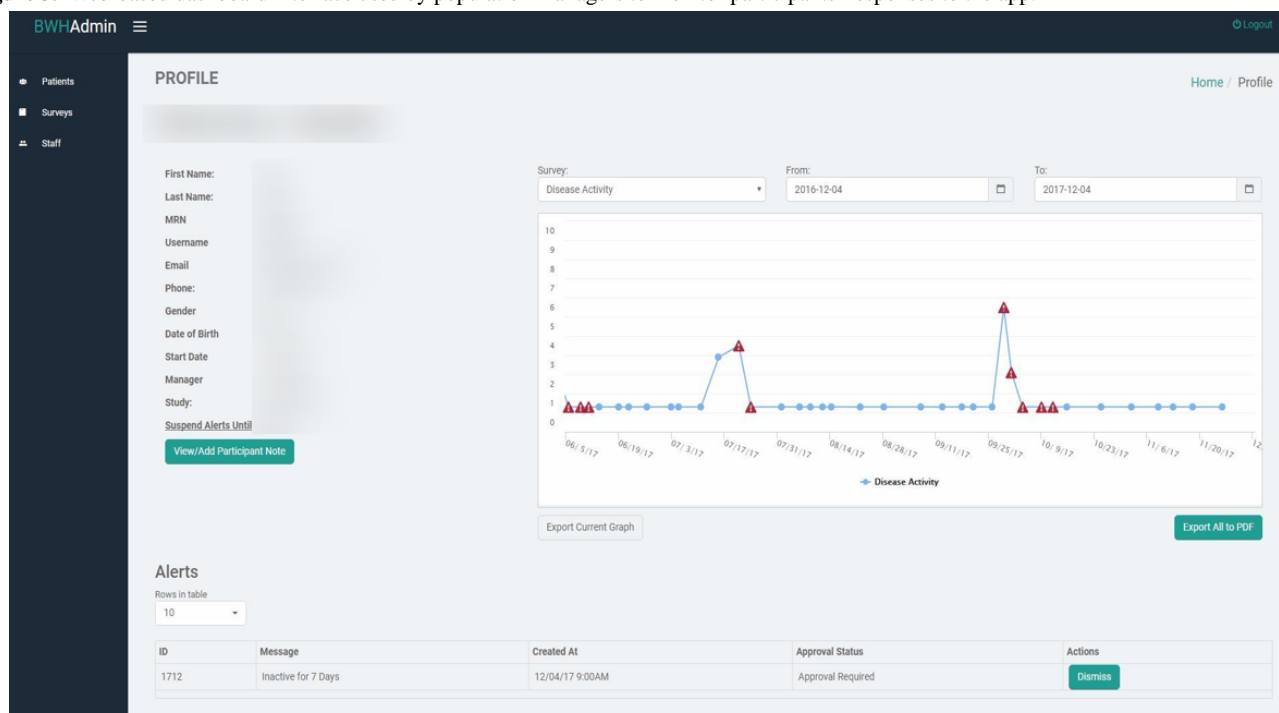 BWHAdmin
Logout
Patients
Surveys
Staff
PROFILE
Home / Profile
First Name:
Last Name:
MRN
Username
Email
Phone:
Gender
Date of Birth
Start Date
Manager
Study:
Suspend Alerts Until
View/Add Participant Note
Survey:
Disease Activity
From:
2016-12-04
To:
2017-12-04
10
9
8
7
6
5
4
3
2
1
0
06/ 5/17
06/19/17
07/ 3/17
07/17/17
07/31/17
08/14/17
08/28/17
09/11/17
09/25/17
10/ 9/17
10/23/17
11/ 6/17
11/20/17
Disease Activity
Export Current Graph
Export All to PDF
Alerts
Rows in table
10
ID Message Created At Approval Status Actions
1712 Inactive for 7 Days 12/04/17 9:00AM Approval Required Dismiss